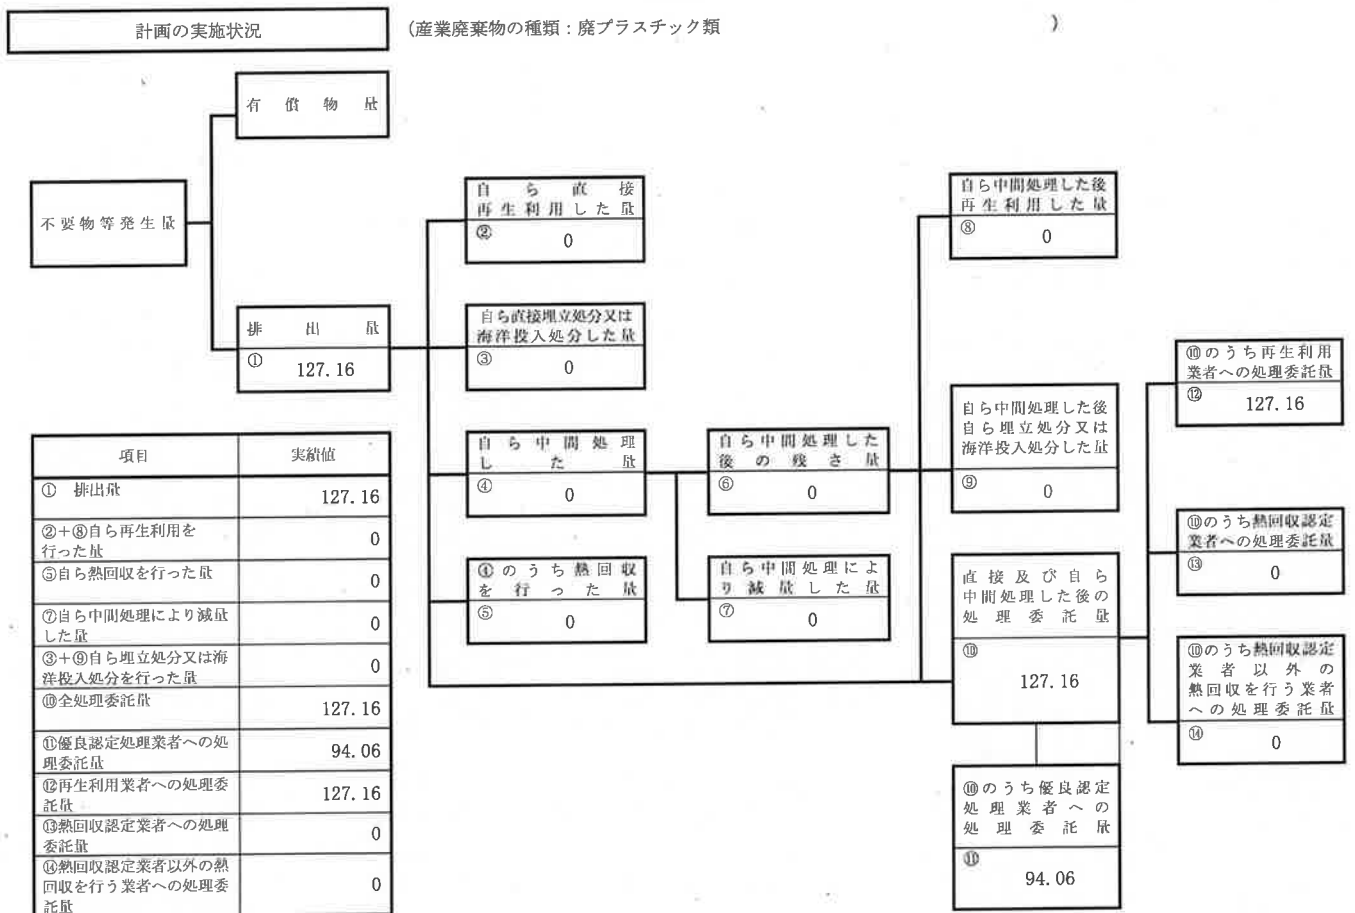 計画の実施状況
(産業廃棄物の種類:廃プラスチック類 )
有償物量
不要物等発生量
排出量
① 127.16
自ら直接
再生利用した量
② 0
自ら直接埋立処分又は
海洋投入処分した量
③ 0
自ら中間処理
した量
④ 0
④のうち熱回収
を行った量
⑤ 0
自ら中間処理した
後の残さ量
⑥ 0
自ら中間処理によ
り減量した量
⑦ 0
自ら中間処理した後
再生利用した量
⑧ 0
自ら中間処理した後
自ら埋立処分又は
海洋投入処分した量
⑨ 0
直接及び自ら
中間処理した後の
処理委託量
⑩
127.16
⑩のうち優良認定
処理業者への
処理委託量
⑪
94.06
⑩のうち再生利用
業者への処理委託量
⑫ 127.16
⑩のうち熱回収認定
業者への処理委託量
⑬ 0
⑩のうち熱回収認定
業者以外の
熱回収を行う業者
への処理委託量
⑭ 0
項目 実績値
① 排出量 127.16
②+⑧自ら再生利用を
行った量 0
⑤自ら熱回収を行った量 0
⑦自ら中間処理により減量
した量 0
③+⑨自ら埋立処分又は海
洋投入処分を行った量 0
⑩全処理委託量 127.16
⑪優良認定処理業者への処
理委託量 94.06
⑫再生利用業者への処理委
託量 127.16
⑬熱回収認定業者への処理
委託量 0
⑭熱回収認定業者以外の熱
回収を行う業者への処理委
託量 0